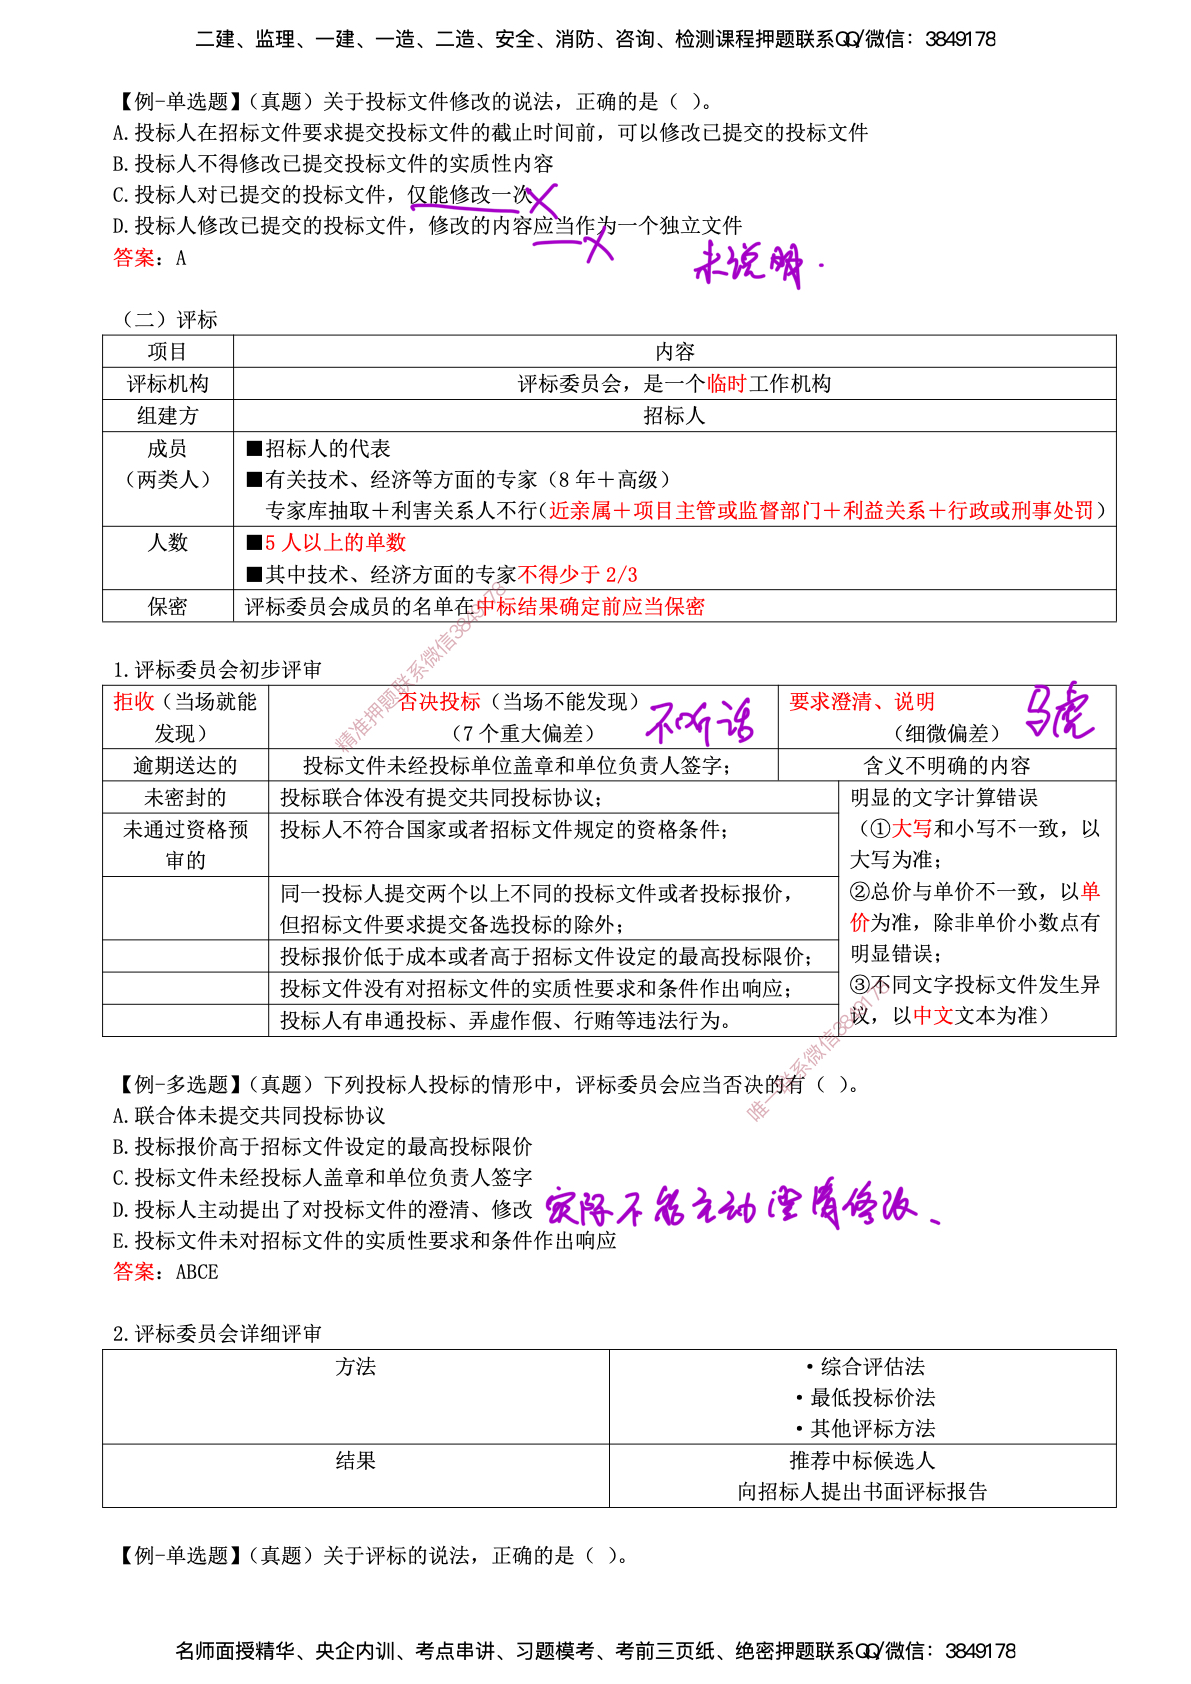 二建、监理、一建、一造、二造、安全、消防、咨询、检测课程押题联系QQ/微信：3849178
【例-单选题】（真题）关于投标文件修改的说法，正确的是（ ）。
A.投标人在招标文件要求提交投标文件的截止时间前，可以修改已提交的投标文件
B.投标人不得修改已提交投标文件的实质性内容
C.投标人对已提交的投标文件，仅能修改一次
D.投标人修改已提交的投标文件，修改的内容应当作为一个独立文件
答案：A
未说明.
（二）评标
项目 内容
评标机构 评标委员会，是一个临时工作机构
组建方 招标人
成员 ■招标人的代表
（两类人） ■有关技术、经济等方面的专家（8 年＋高级）
专家库抽取＋利害关系人不行（近亲属＋项目主管或监督部门＋利益关系＋行政或刑事处罚）
人数 ■5 人以上的单数
■其中技术、经济方面的专家不得少于 2/3
保密 评标委员会成员的名单在中标结果确定前应当保密
精准押题联系微信3849178
1.评标委员会初步评审
拒收（当场就能 否决投标（当场不能发现） 要求澄清、说明
发现） （7 个重大偏差） 不听话 （细微偏差） 马虎
逾期送达的 投标文件未经投标单位盖章和单位负责人签字； 含义不明确的内容
未密封的 投标联合体没有提交共同投标协议； 明显的文字计算错误
未通过资格预 投标人不符合国家或者招标文件规定的资格条件； （①大写和小写不一致，以
审的 大写为准；
同一投标人提交两个以上不同的投标文件或者投标报价， ②总价与单价不一致，以单
但招标文件要求提交备选投标的除外； 价为准，除非单价小数点有
投标报价低于成本或者高于招标文件设定的最高投标限价； 明显错误；
投标文件没有对招标文件的实质性要求和条件作出响应； ③不同文字投标文件发生异
投标人有串通投标、弄虚作假、行贿等违法行为。 议，以中文文本为准）
唯一联系微信3849178
【例-多选题】（真题）下列投标人投标的情形中，评标委员会应当否决的有（ ）。
A.联合体未提交共同投标协议
B.投标报价高于招标文件设定的最高投标限价
C.投标文件未经投标人盖章和单位负责人签字
D.投标人主动提出了对投标文件的澄清、修改 实际不能主动澄清修改、
E.投标文件未对招标文件的实质性要求和条件作出响应
答案：ABCE
2.评标委员会详细评审
方法 ·综合评估法
·最低投标价法
·其他评标方法
结果 推荐中标候选人
向招标人提出书面评标报告
【例-单选题】（真题）关于评标的说法，正确的是（ ）。
名师面授精华、央企内训、考点串讲、习题模考、考前三页纸、绝密押题联系QQ/微信：3849178